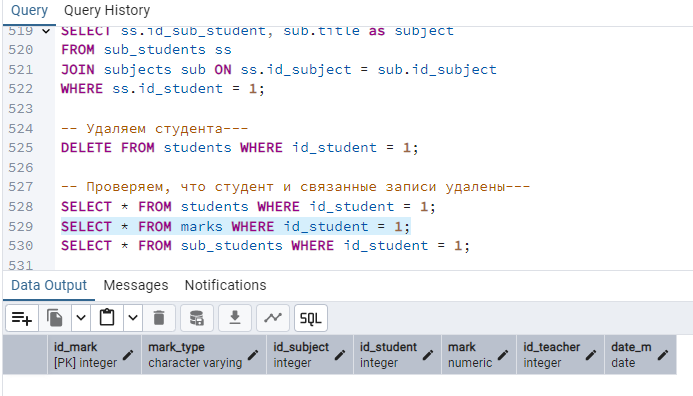 Query Query History
519 SELECT ss.id_sub_student, sub.title as subject
520 FROM sub_students ss
521 JOIN subjects sub ON ss.id_subject = sub.id_subject
522 WHERE ss.id_student = 1;
523
524 -- Удаляем студента---
525 DELETE FROM students WHERE id_student = 1;
526
527 -- Проверяем, что студент и связанные записи удалены---
528 SELECT * FROM students WHERE id_student = 1;
529 SELECT * FROM marks WHERE id_student = 1;
530 SELECT * FROM sub_students WHERE id_student = 1;
531
Data Output Messages Notifications
SQL
id_mark mark_type id_subject id_student mark id_teacher date_m
[PK] integer character varying integer integer numeric integer date